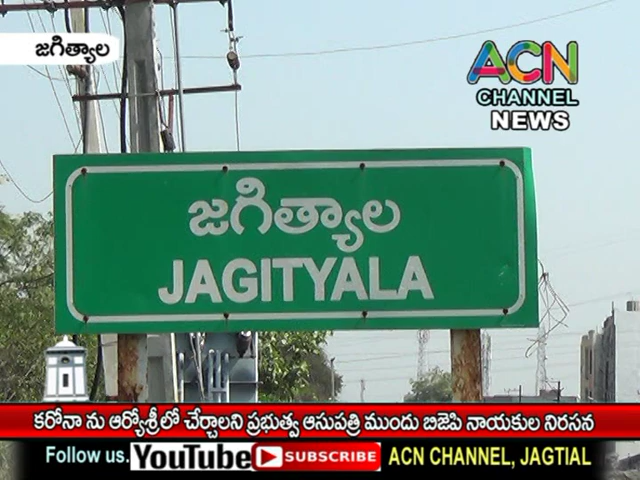 జగిత్యాల
ACN
CHANNEL
NEWS
జగిత్యాల
JAGITYALA
కరోనా ను ఆర్యోశ్రీలో చేర్చాలని ప్రభుత్వ ఆసుపత్రి ముందు బిజెపి నాయకుల నిరసన
Follow us. YouTube SUBSCRIBE ACN CHANNEL, JAGTIAL